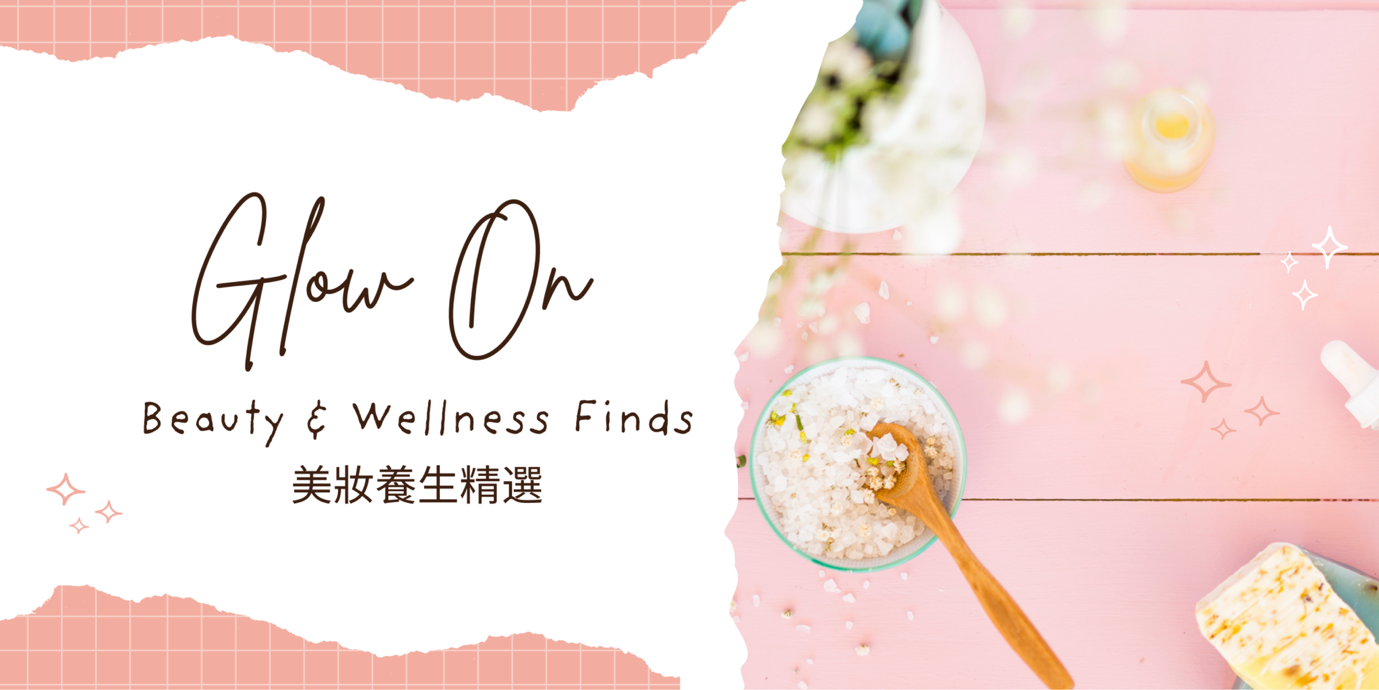 Glow On
Beauty & Wellness Finds
美妝養生精選